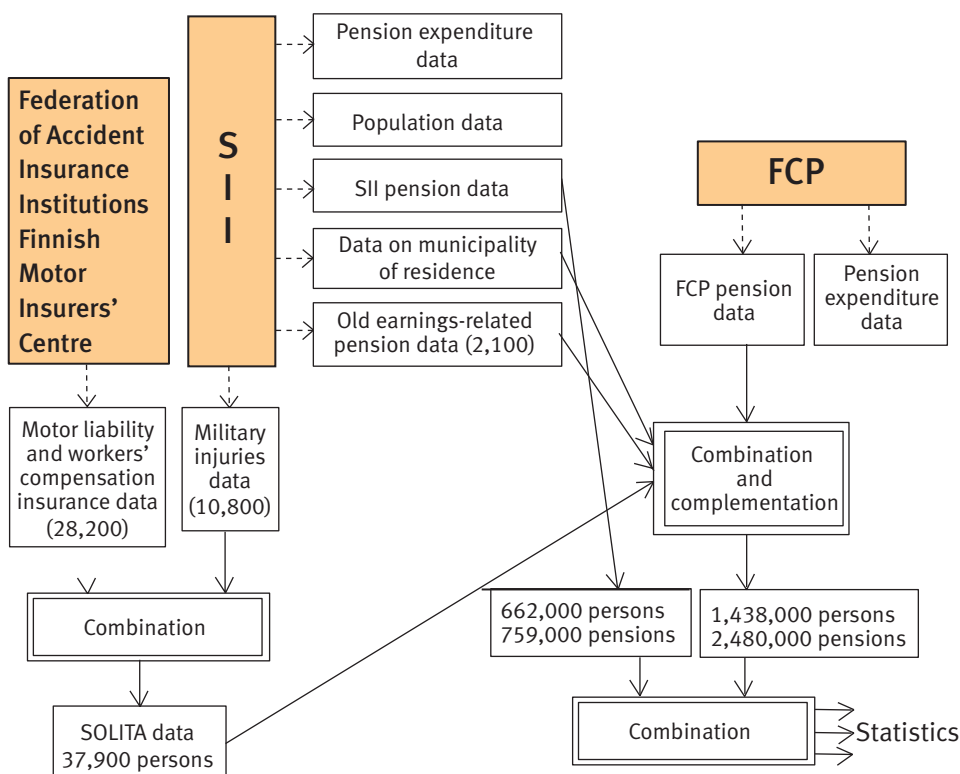 Federation
of Accident
Insurance
Institutions
Finnish
Motor
Insurers'
Centre
S
I
I
Pension expenditure
data
Population data
SII pension data
Data on municipality
of residence
Old earnings-related
pension data (2,100)
FCP
FCP pension
data
Pension
expenditure
data
Motor liability
and workers'
compensation
insurance data
(28,200)
Military
injuries
data
(10,800)
Combination
and
complementation
Combination
662,000 persons
759,000 pensions
1,438,000 persons
2,480,000 pensions
SOLITA data
37,900 persons
Combination
Statistics